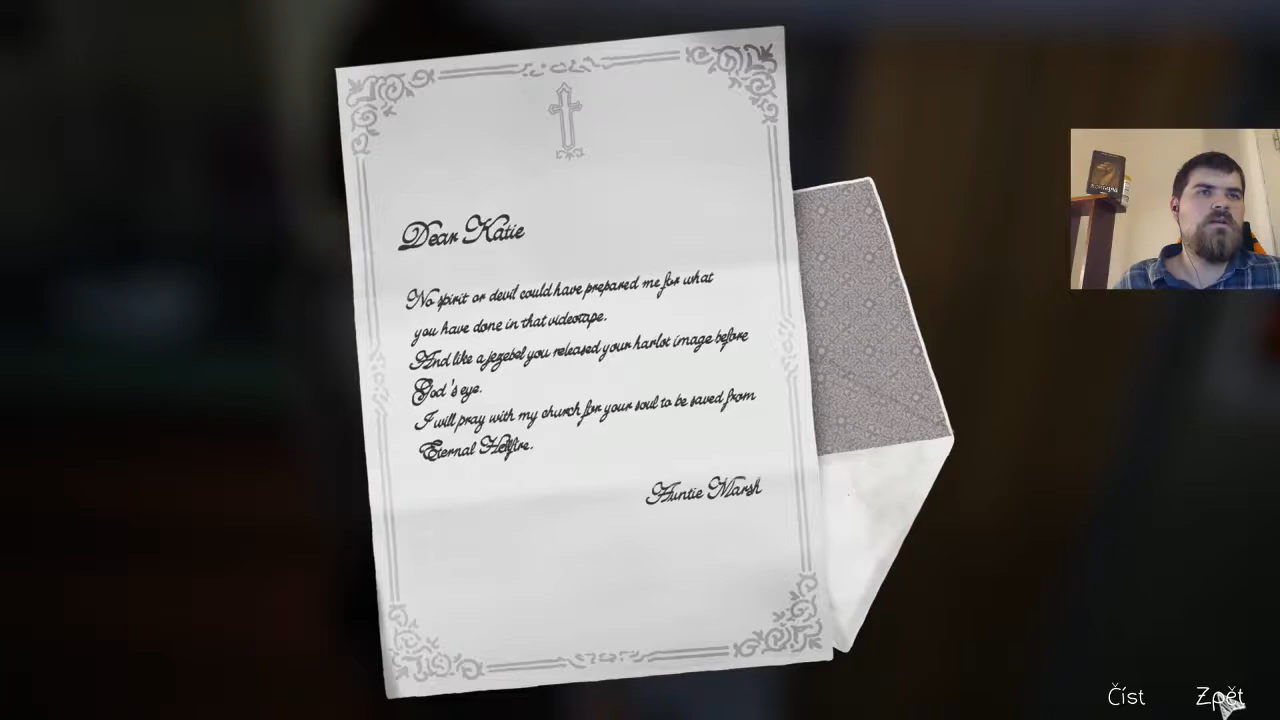 Dear Katie
No spirit or devil could have prepared me for what
you have done in that videotape.
And like a jezebel you released your harlot image before
God's eye.
I will pray with my church for your soul to be saved from
Eternal Hellfire.
Auntie Marsh
Číst
Zpět